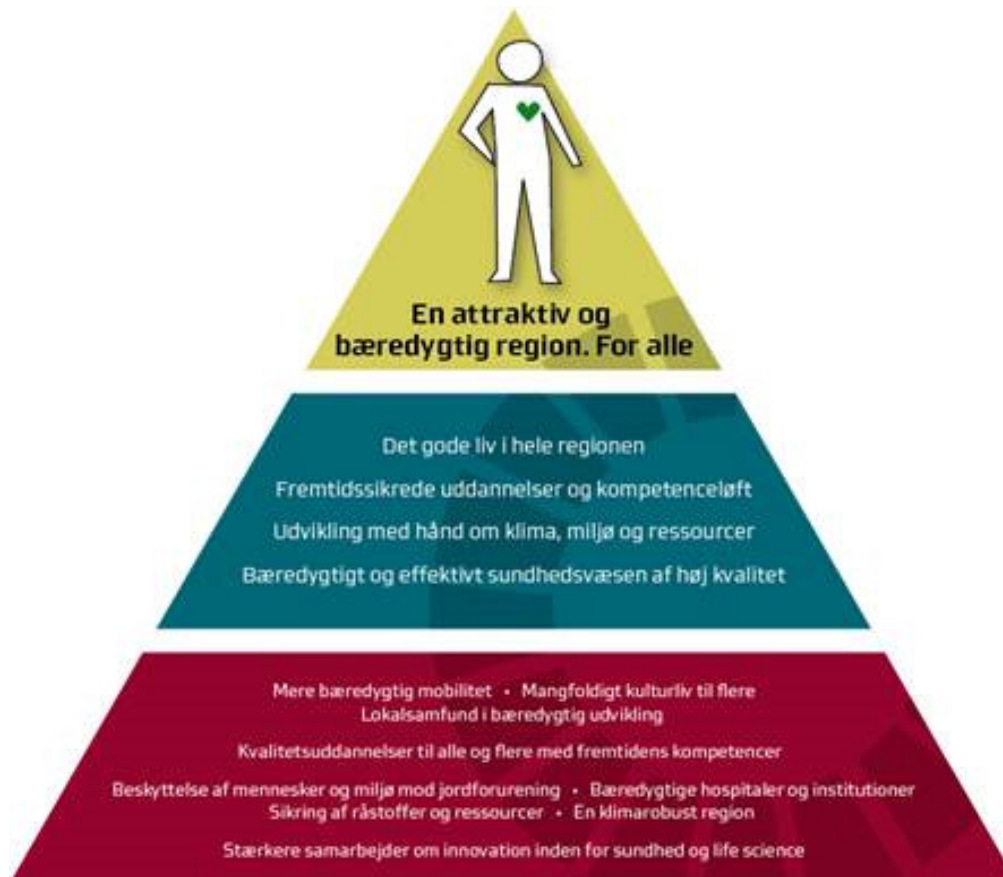 En attraktiv og
bæredygtig region. For alle
Det gode liv i hele regionen
Fremtidssikrede uddannelser og kompetenceløft
Udvikling med hånd om klima, miljø og ressourcer
Bæredygtigt og effektivt sundhedsvæsen af høj kvalitet
Mere bæredygtig mobilitet • Mangfoldigt kulturliv til flere
Lokalsamfund i bæredygtig udvikling
Kvalitetsuddannelser til alle og flere med fremtidens kompetencer
Beskyttelse af mennesker og miljø mod jordforurening • Bæredygtige hospitaler og institutioner
Sikring af råstoffer og ressourcer • En klimarobust region
Stærkere samarbejder om innovation inden for sundhed og life science